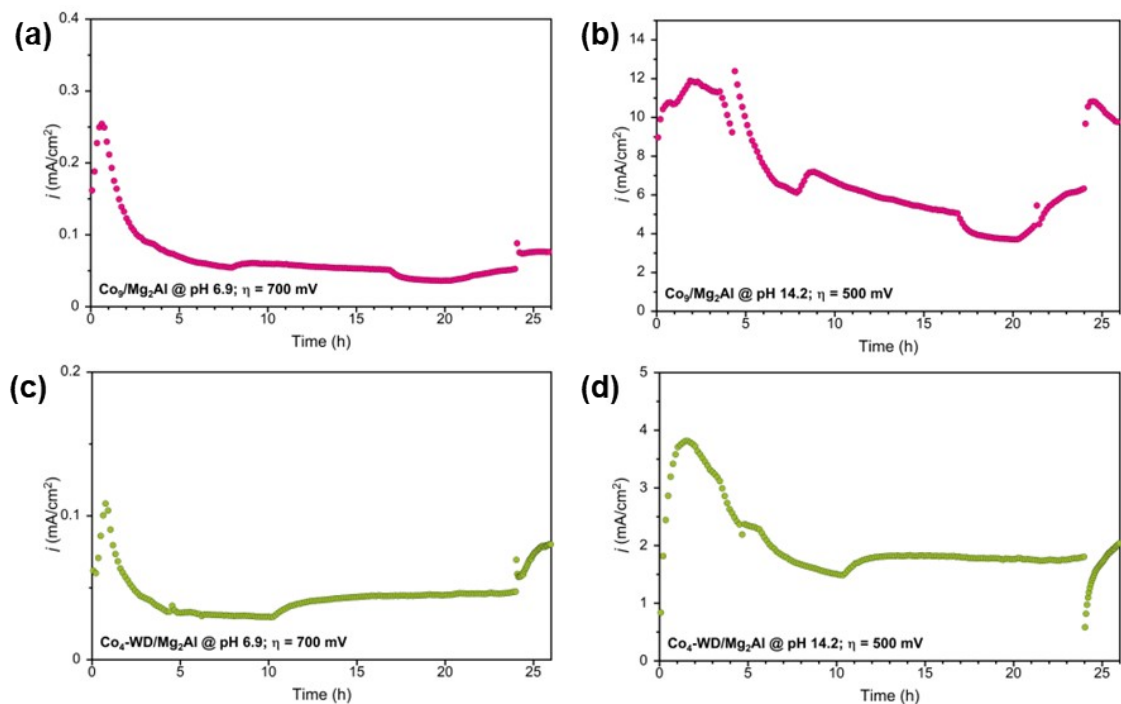 (a)
0.4
0.3
0.2
0.1
0
j (mA/cm²)
0 5 10 15 20 25
Time (h)
Co₉/Mg₂Al @ pH 6.9; η = 700 mV
(b)
14
12
10
8
6
4
2
0
j (mA/cm²)
0 5 10 15 20 25
Time (h)
Co₉/Mg₂Al @ pH 14.2; η = 500 mV
(c)
0.2
0.1
0
j (mA/cm²)
0 5 10 15 20 25
Time (h)
Co₄-WD/Mg₂Al @ pH 6.9; η = 700 mV
(d)
5
4
3
2
1
0
j (mA/cm²)
0 5 10 15 20 25
Time (h)
Co₄-WD/Mg₂Al @ pH 14.2; η = 500 mV